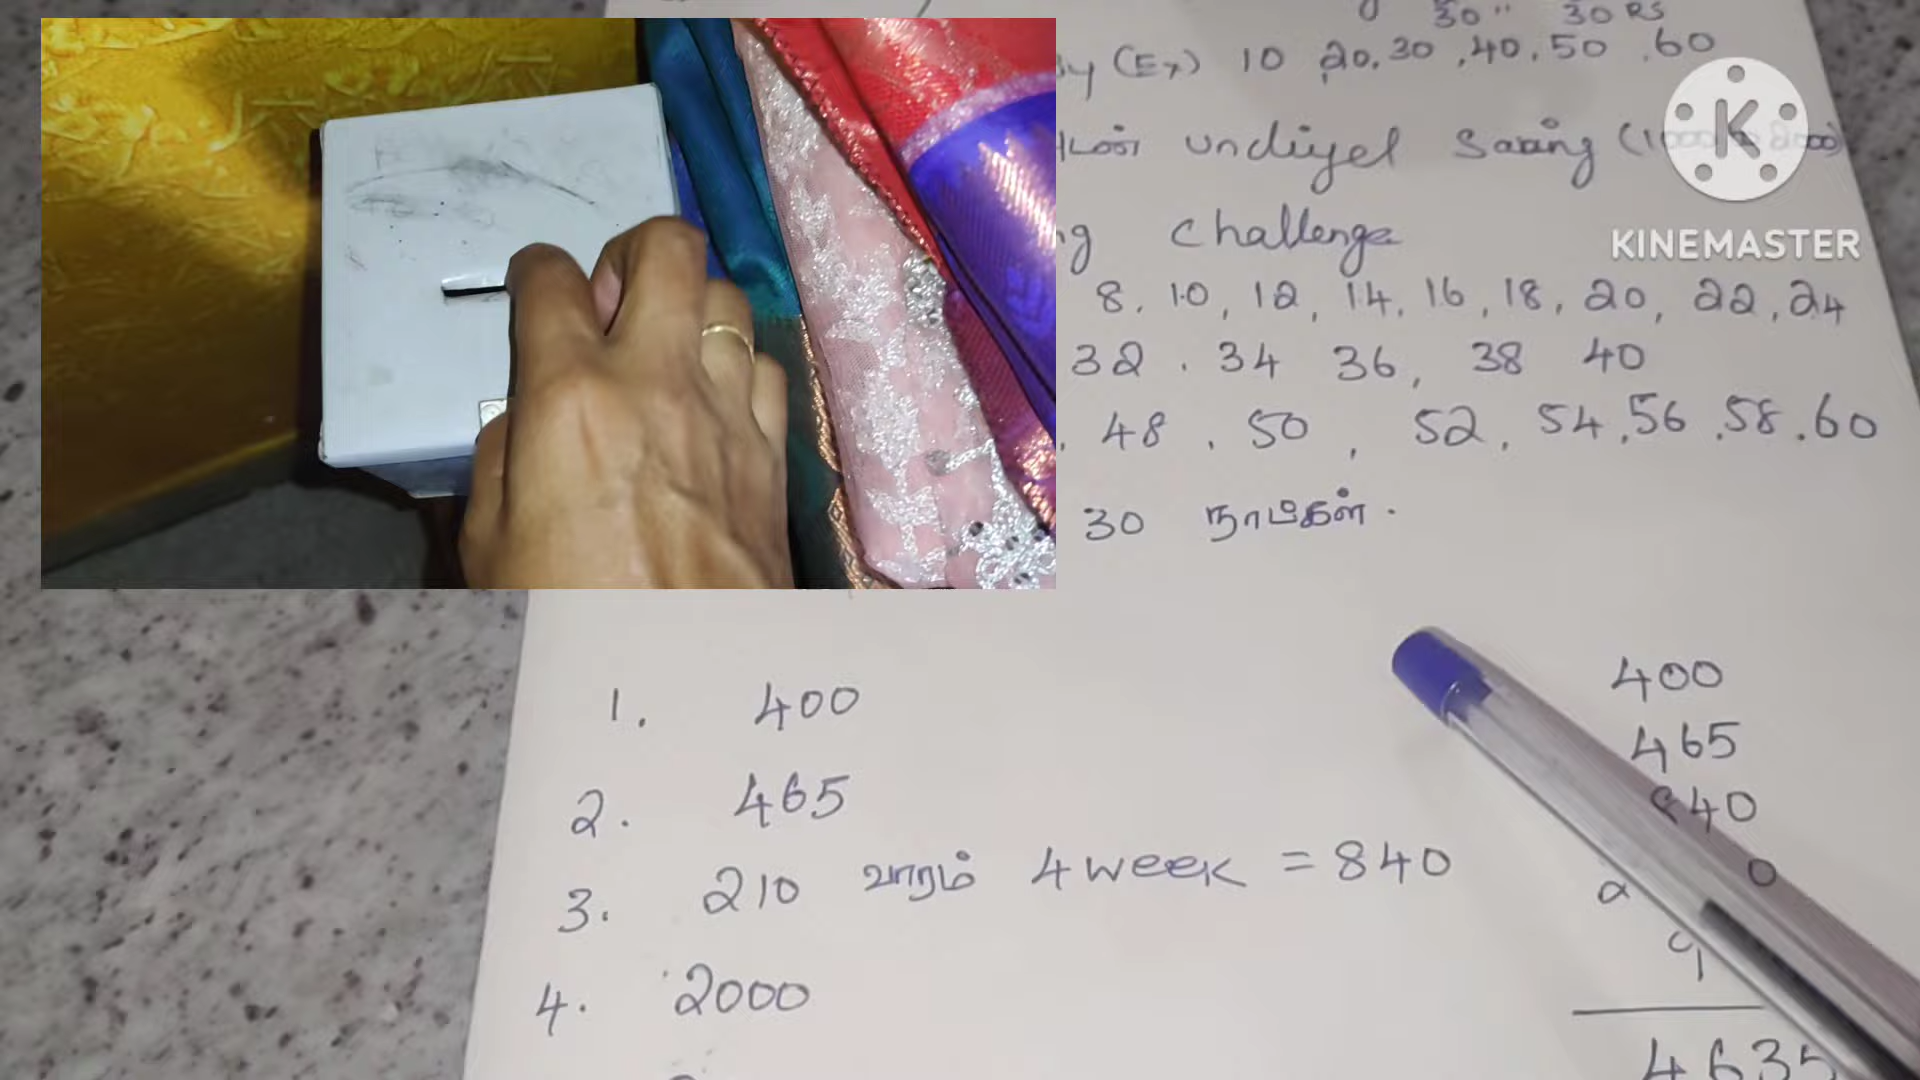 30" 30 RS
(Ex) 10, 20, 30, 40, 50, 60
undiyel Saving
Challenge
8, 10, 12, 14, 16, 18, 20, 22, 24
32, 34 36, 38 40
48, 50, 52, 54, 56, 58, 60
30 நாட்கள்.
KINEMASTER
1. 400
2. 465
3. 210 வாரம் 4 week = 840
4. 2000
400
465
40
4635